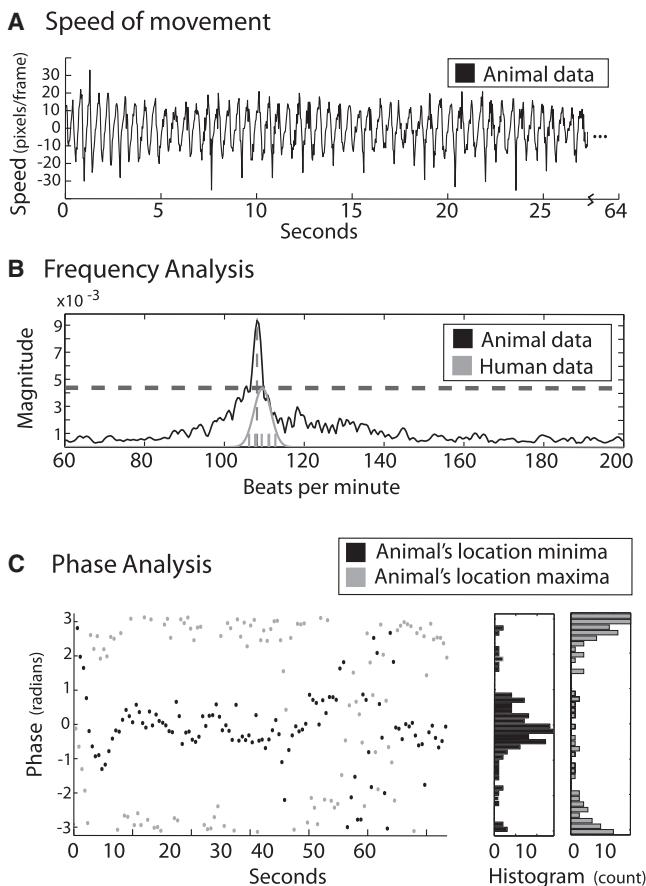 A Speed of movement
Speed (pixels/frame)
30
20
10
0
-10
-20
-30
Animal data
...
0 5 10 15 20 25 64
Seconds
B Frequency Analysis
x10 -3
Magnitude
9
7
5
3
1
Animal data
Human data
60 80 100 120 140 160 180 200
Beats per minute
C Phase Analysis
Animal's location minima
Animal's location maxima
Phase (radians)
3
2
1
0
-1
-2
-3
0 10 20 30 40 50 60
0 10 0 10
Seconds
Histogram (count)